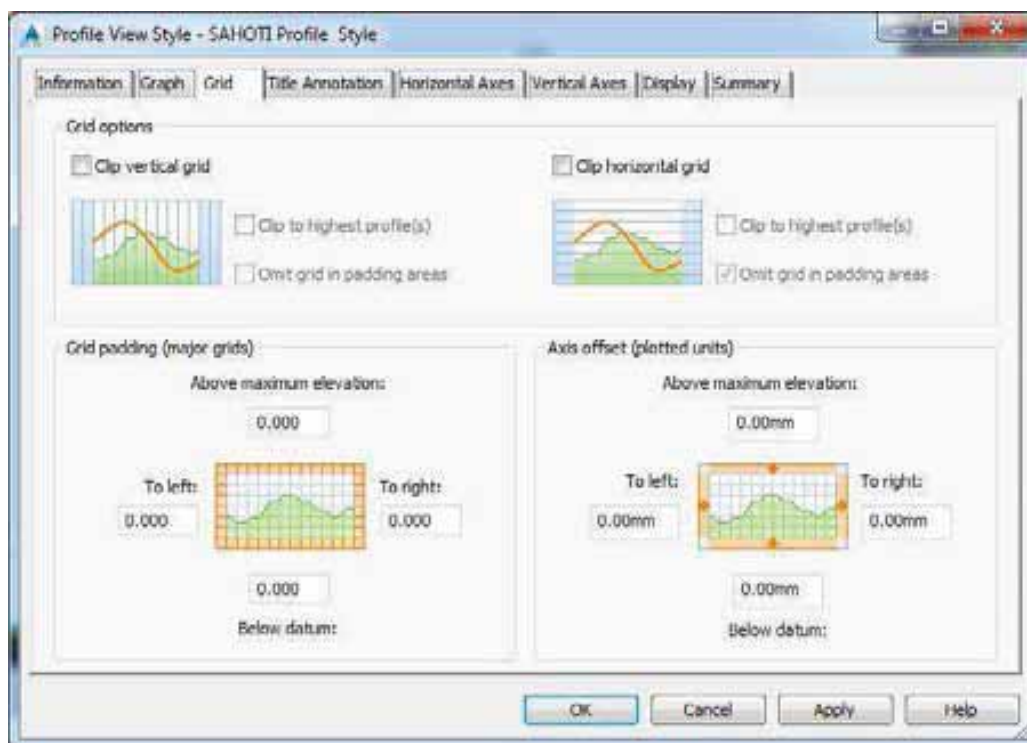 Profile View Style - SAHOTI Profile Style
Information Graph Grid Title Annotation Horizontal Axes Vertical Axes Display Summary
Grid options
Clip vertical grid
Clip to highest profile(s)
Omit grid in padding areas
Clip horizontal grid
Clip to highest profile(s)
Omit grid in padding areas
Grid padding (major grids)
Above maximum elevation:
0.000
To left:
0.000
To right:
0.000
0.000
Below datum:
Axis offset (plotted units)
Above maximum elevation:
0.00mm
To left:
0.00mm
To right:
0.00mm
0.00mm
Below datum:
OK Cancel Apply Help